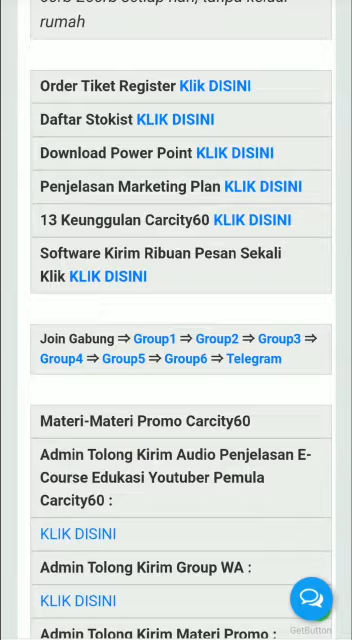 rumah
Order Tiket Register Klik DISINI
Daftar Stokist KLIK DISINI
Download Power Point KLIK DISINI
Penjelasan Marketing Plan KLIK DISINI
13 Keunggulan Carcity60 KLIK DISINI
Software Kirim Ribuan Pesan Sekali
Klik KLIK DISINI
Join Gabung ⇒ Group1 ⇒ Group2 ⇒ Group3 ⇒
Group4 ⇒ Group5 ⇒ Group6 ⇒ Telegram
Materi-Materi Promo Carcity60
Admin Tolong Kirim Audio Penjelasan E-
Course Edukasi Youtuber Pemula
Carcity60 :
KLIK DISINI
Admin Tolong Kirim Group WA :
KLIK DISINI
Admin Tolong Kirim Materi Promo :
GetButton